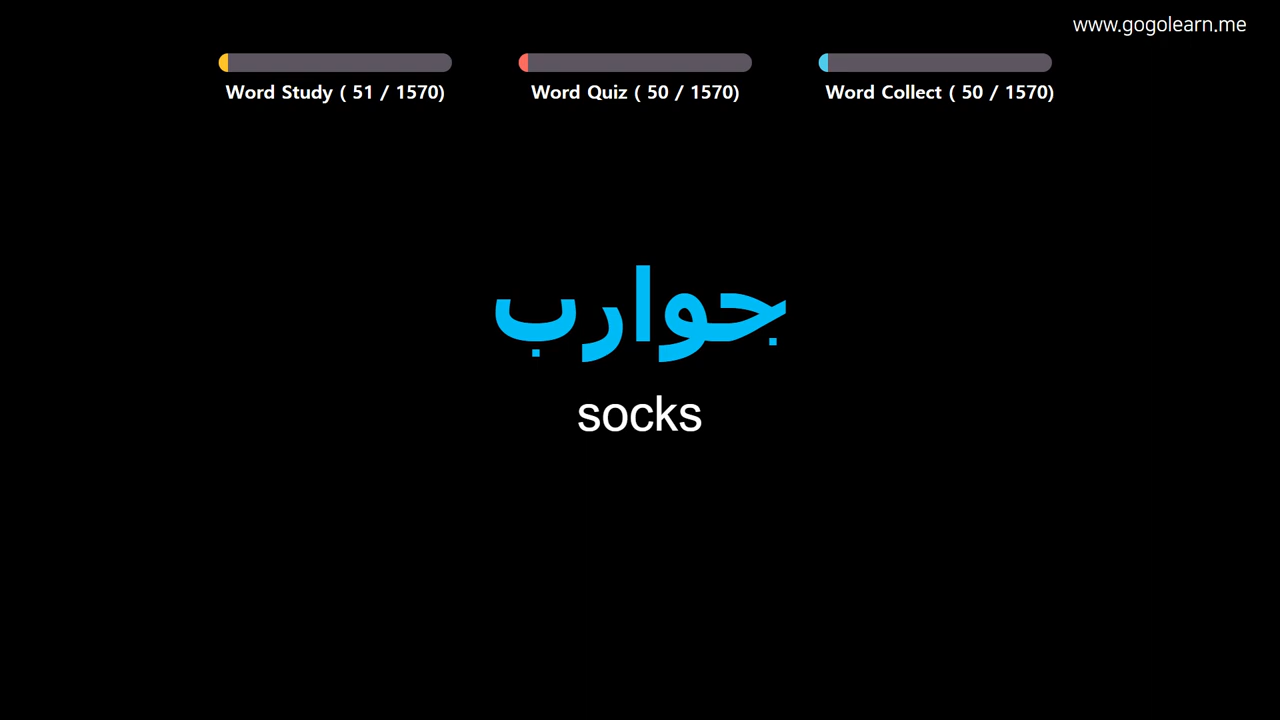 www.gogolearn.me
Word Study ( 51 / 1570)
Word Quiz ( 50 / 1570)
Word Collect ( 50 / 1570)
جوارب
socks